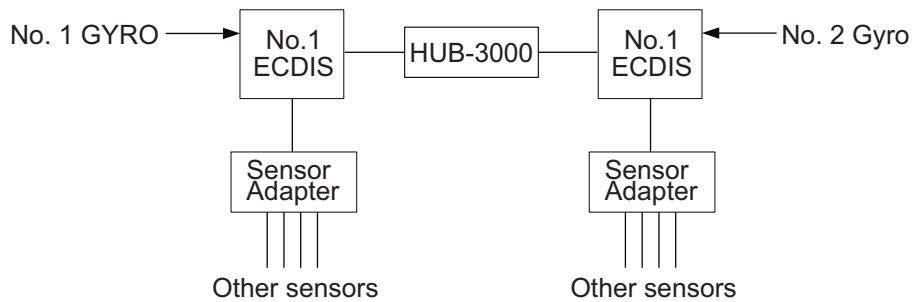 No. 1 GYRO
No.1
ECDIS
HUB-3000
No.1
ECDIS
No. 2 Gyro
Sensor
Adapter
Sensor
Adapter
Other sensors
Other sensors